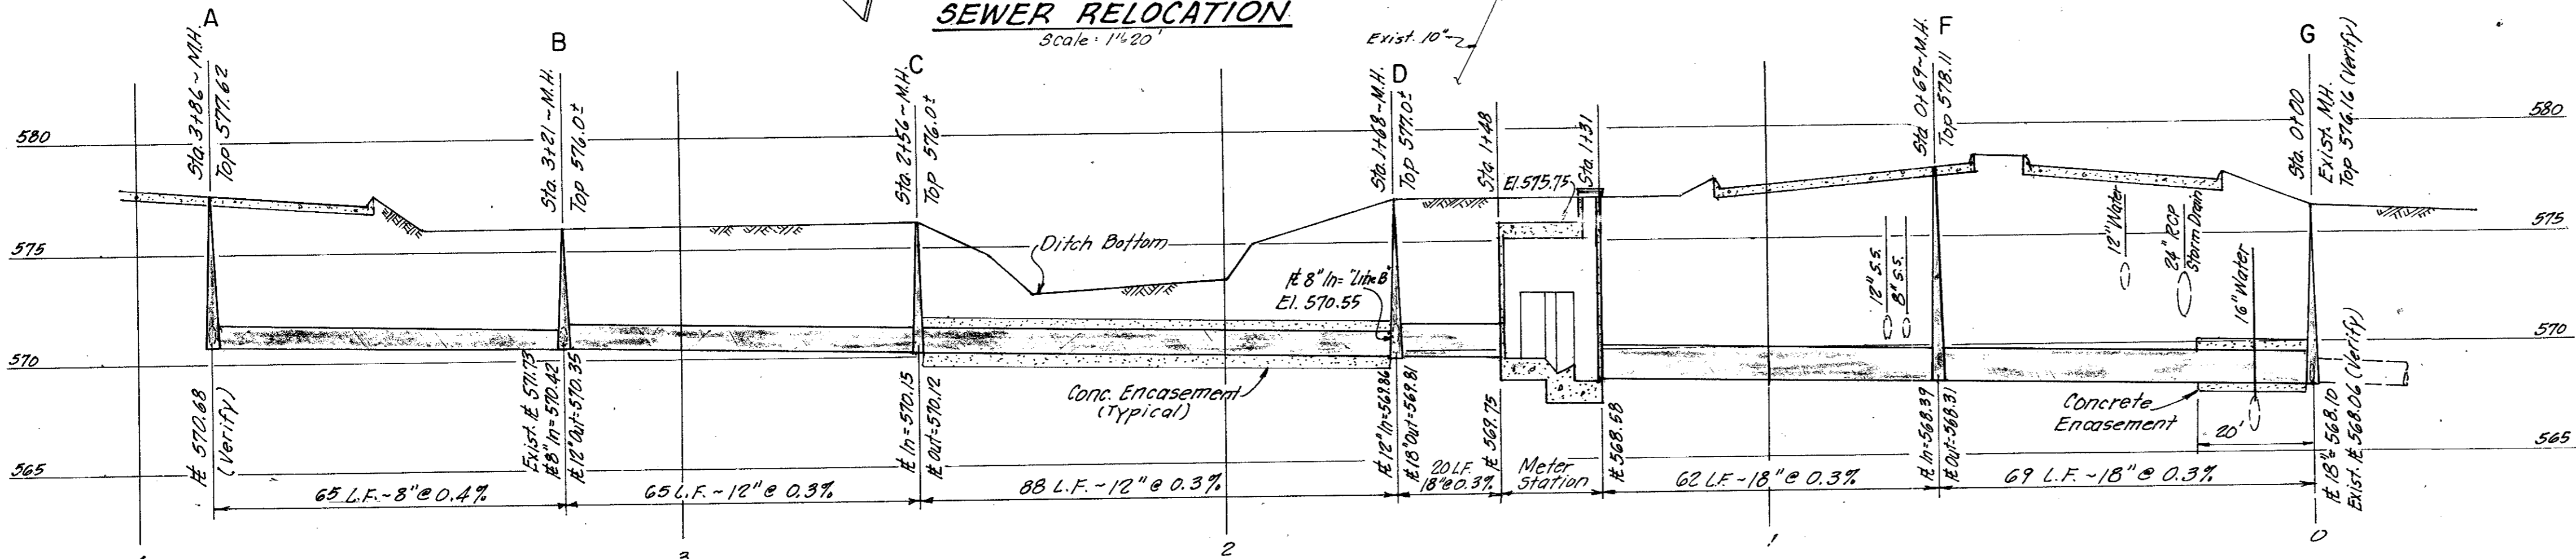 SEWER RELOCATION
Scale: 1"=20'
Exist. 10"
A
Sta. 3+86 ~ M.H.
Top 577.62
B
Sta. 3+21 ~ M.H.
Top 576.0±
C
Sta. 2+56 ~ M.H.
Top 576.0±
D
Sta. 1+68 ~ M.H.
Top 577.0±
Sta. 1+48
Sta. 1+31
F
Sta. 0+69 ~ M.H.
Top 578.11
G
Sta. 0+00
Exist. M.H.
Top 576.16 (Verify)
580
580
575
575
570
570
565
565
El. 575.75
Ditch Bottom
℄ 8" In = "Line B"
El. 570.55
12" S.S.
8" S.S.
12" Water
24" RCP
Storm Drain
16" Water
Conc. Encasement
(Typical)
Concrete
Encasement
20'
℄ 570.68
(Verify)
Exist. ℄ 571.73
℄ 8" In = 570.42
℄ 12" Out = 570.35
℄ In = 570.15
℄ Out = 570.12
℄ 12" In = 569.86
℄ 18" Out = 569.81
℄ 569.75
℄ 568.58
℄ In = 568.39
℄ Out = 568.31
℄ 18" = 568.10
Exist. ℄ 568.06 (Verify)
65 L.F. ~ 8" @ 0.4%
65 L.F. ~ 12" @ 0.3%
88 L.F. ~ 12" @ 0.3%
20 L.F.
18" @ 0.3%
Meter
Station
62 L.F. ~ 18" @ 0.3%
69 L.F. ~ 18" @ 0.3%
3
2
1
0